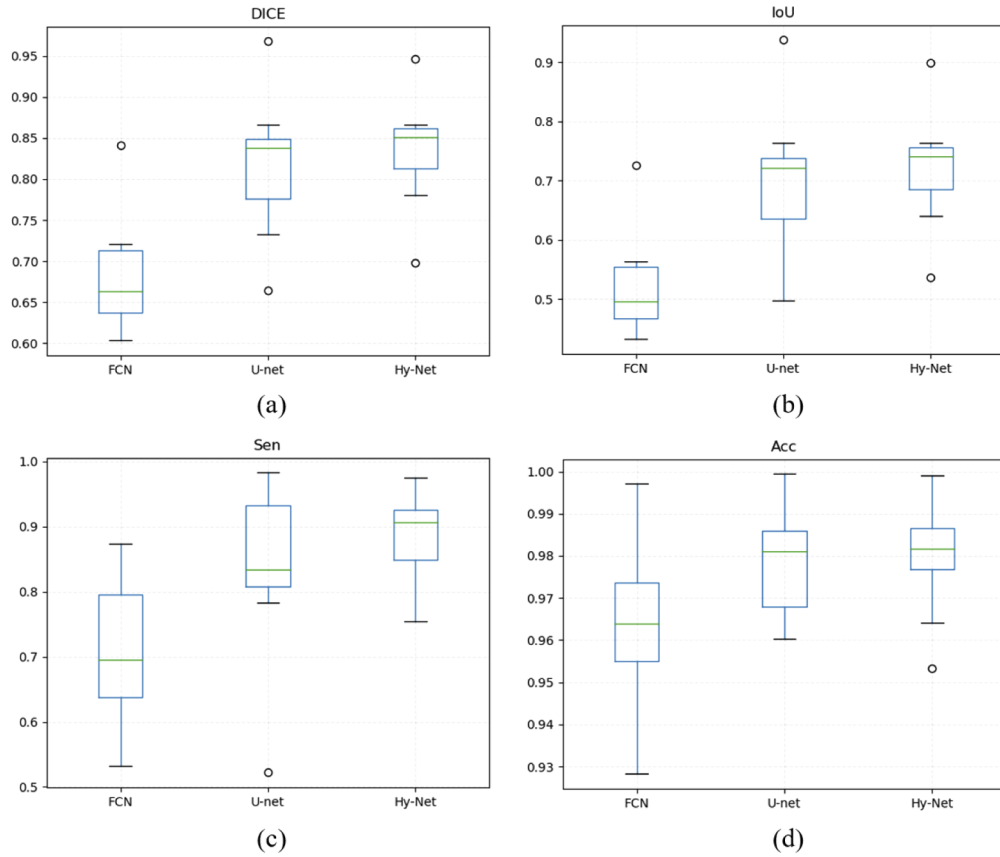 DICE
0.95
0.90
0.85
0.80
0.75
0.70
0.65
0.60
FCN U-net Hy-Net
(a)
IoU
0.9
0.8
0.7
0.6
0.5
FCN U-net Hy-Net
(b)
Sen
1.0
0.9
0.8
0.7
0.6
0.5
FCN U-net Hy-Net
(c)
Acc
1.00
0.99
0.98
0.97
0.96
0.95
0.94
0.93
FCN U-net Hy-Net
(d)